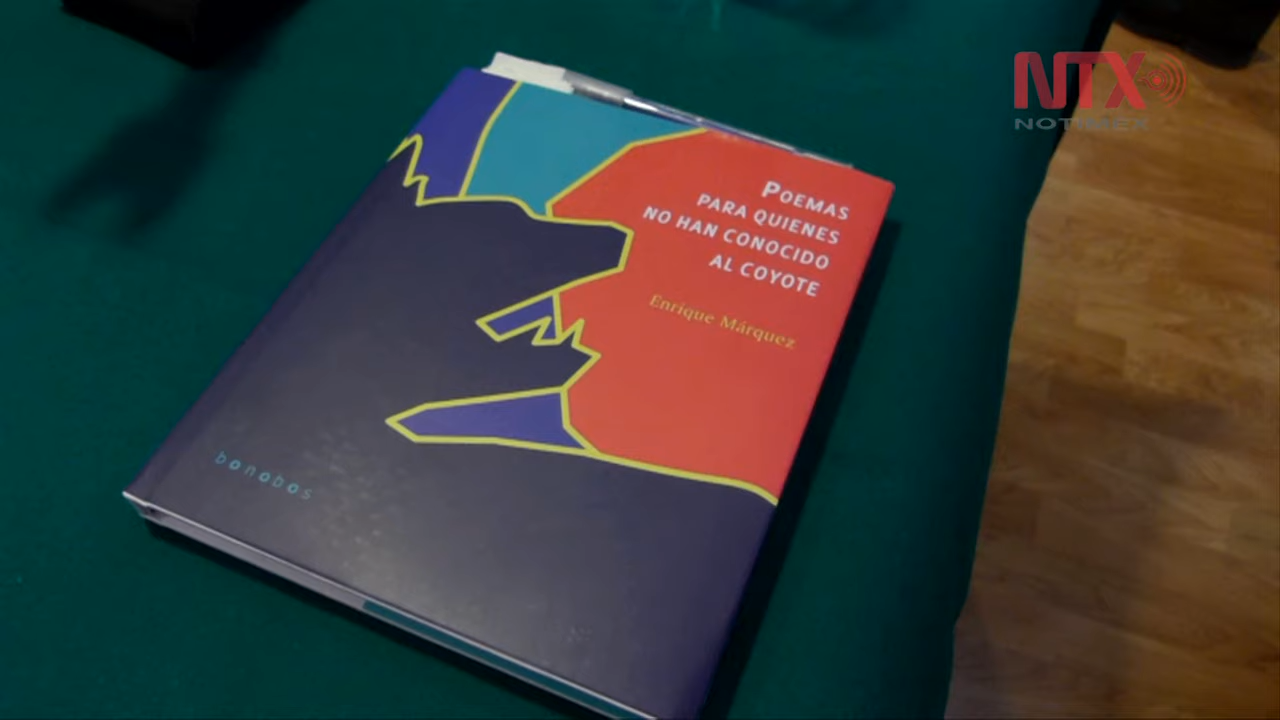 NTX
NOTIMEX
POEMAS
PARA QUIENES
NO HAN CONOCIDO
AL COYOTE
Enrique Márquez
bonobos